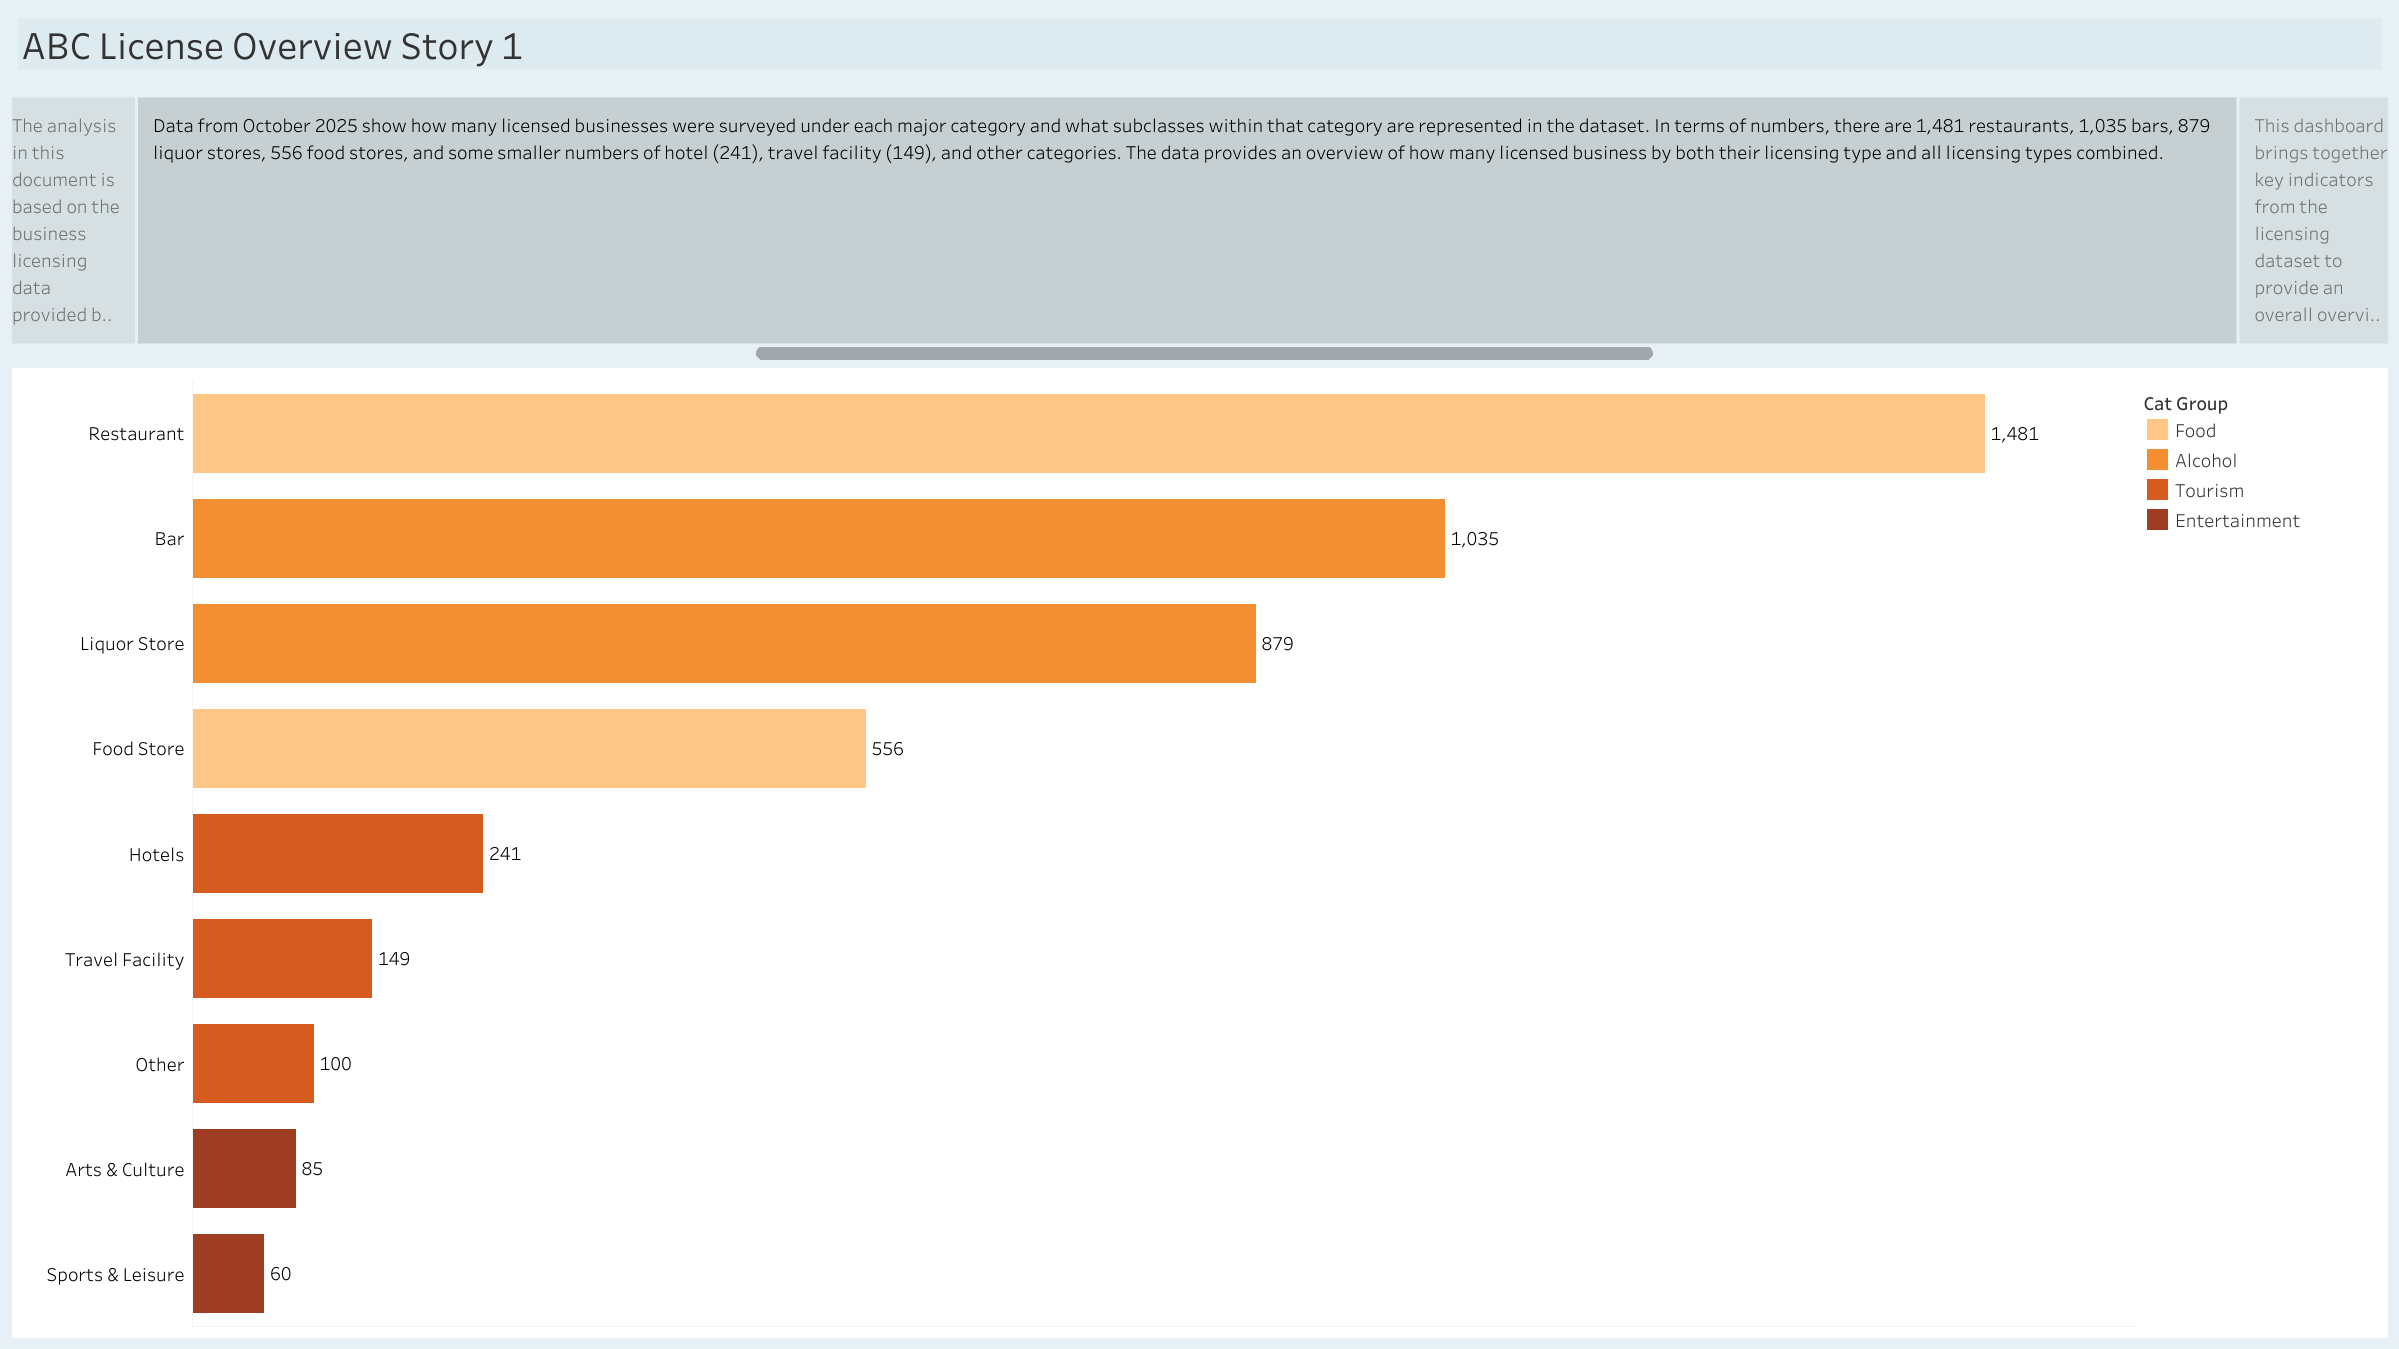 ABC License Overview Story 1
The analysis
in this
document is
based on the
business
licensing
data
provided b..
Data from October 2025 show how many licensed businesses were surveyed under each major category and what subclasses within that category are represented in the dataset. In terms of numbers, there are 1,481 restaurants, 1,035 bars, 879
liquor stores, 556 food stores, and some smaller numbers of hotel (241), travel facility (149), and other categories. The data provides an overview of how many licensed business by both their licensing type and all licensing types combined.
This dashboard
brings together
key indicators
from the
licensing
dataset to
provide an
overall overvi..
Restaurant 1,481
Bar 1,035
Liquor Store 879
Food Store 556
Hotels 241
Travel Facility 149
Other 100
Arts & Culture 85
Sports & Leisure 60
Cat Group
Food
Alcohol
Tourism
Entertainment